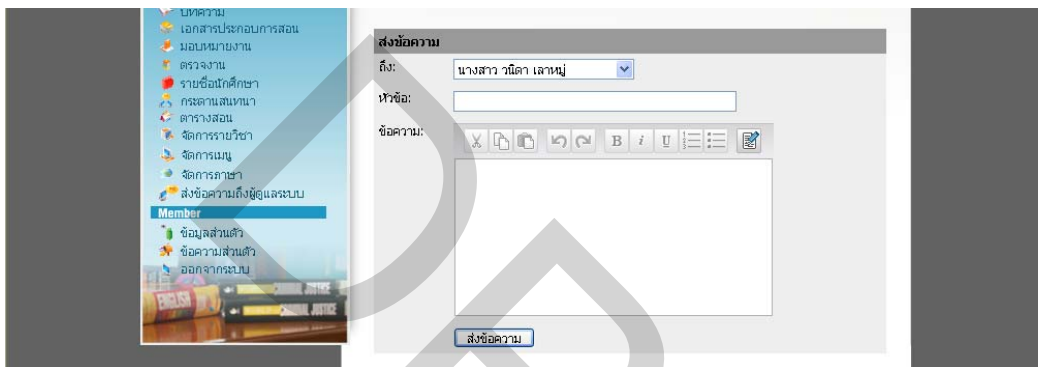 บทความ
เอกสารประกอบการสอน
มอบหมายงาน
ตรวจงาน
รายชื่อนักศึกษา
กระดานสนทนา
ตารางสอน
จัดการรายวิชา
จัดการเมนู
จัดการภาษา
ส่งข้อความถึงผู้ดูแลระบบ
Member
ข้อมูลส่วนตัว
ข้อความส่วนตัว
ออกจากระบบ
ENGLISH
CRIMINAL JUSTICE
ส่งข้อความ
ถึง: นางสาว วนิดา เลาหมู่
หัวข้อ:
ข้อความ:
B i U
ส่งข้อความ